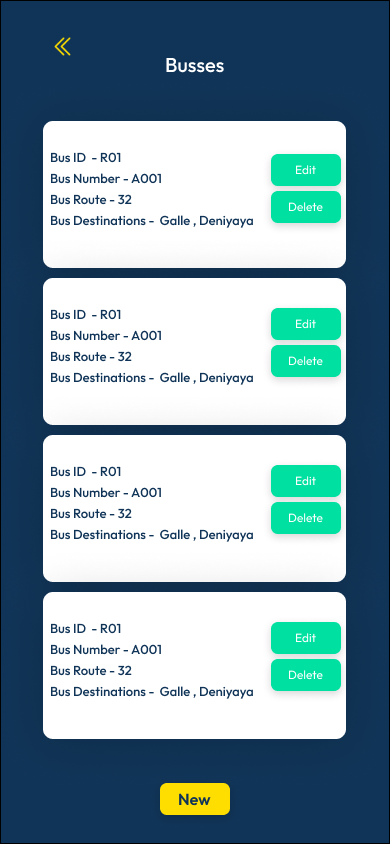 Busses
Bus ID - R01
Bus Number - A001
Bus Route - 32
Bus Destinations - Galle , Deniyaya
Edit
Delete
Bus ID - R01
Bus Number - A001
Bus Route - 32
Bus Destinations - Galle , Deniyaya
Edit
Delete
Bus ID - R01
Bus Number - A001
Bus Route - 32
Bus Destinations - Galle , Deniyaya
Edit
Delete
Bus ID - R01
Bus Number - A001
Bus Route - 32
Bus Destinations - Galle , Deniyaya
Edit
Delete
New